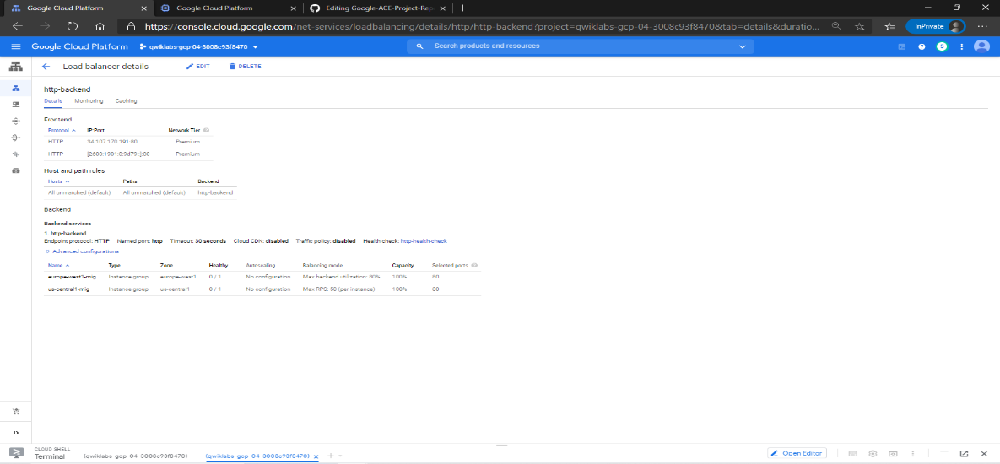 Google Cloud Platform
Google Cloud Platform
Editing Google-ACE-Project-Rep
https://console.cloud.google.com/net-services/loadbalancing/details/http/http-backend?project=qwiklabs-gcp-04-3008c93f8470&tab=details&duratio...
InPrivate
Google Cloud Platform
qwiklabs-gcp-04-3008c93f8470
Search products and resources
5
Load balancer details
EDIT
DELETE
http-backend
Details Monitoring Caching
Frontend
Protocol IP:Port Network Tier
HTTP 34.107.170.191:80 Premium
HTTP [2600:1901:0:9d79::]:80 Premium
Host and path rules
Hosts Paths Backend
All unmatched (default) All unmatched (default) http-backend
Backend
Backend services
1. http-backend
Endpoint protocol: HTTP Named port: http Timeout: 30 seconds Cloud CDN: disabled Traffic policy: disabled Health check: http-health-check
Advanced configurations
Name Type Zone Healthy Autoscaling Balancing mode Capacity Selected ports
europe-west1-mig Instance group europe-west1 0 / 1 No configuration Max backend utilization: 80% 100% 80
us-central1-mig Instance group us-central1 0 / 1 No configuration Max RPS: 50 (per instance) 100% 80
CLOUD SHELL
Terminal (qwiklabs-gcp-04-3008c93f8470) (qwiklabs-gcp-04-3008c93f8470) Open Editor